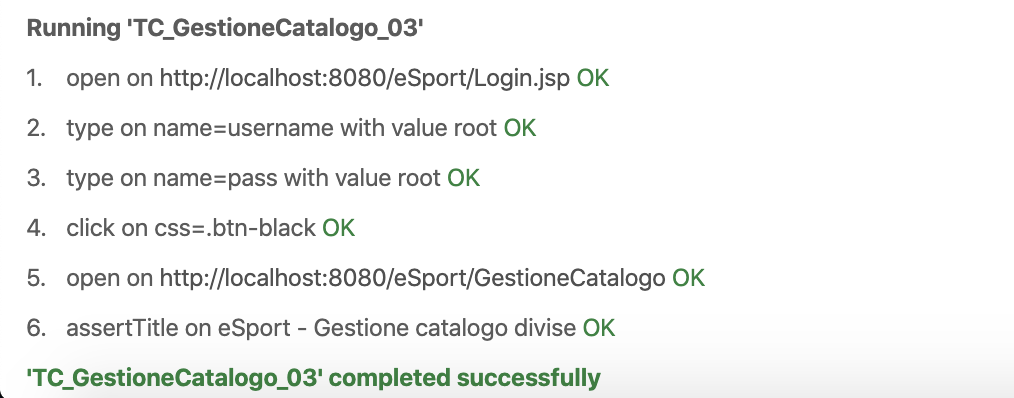 Running 'TC_GestioneCatalogo_03'
1. open on http://localhost:8080/eSport/Login.jsp OK
2. type on name=username with value root OK
3. type on name=pass with value root OK
4. click on css=.btn-black OK
5. open on http://localhost:8080/eSport/GestioneCatalogo OK
6. assertTitle on eSport - Gestione catalogo divise OK
'TC_GestioneCatalogo_03' completed successfully